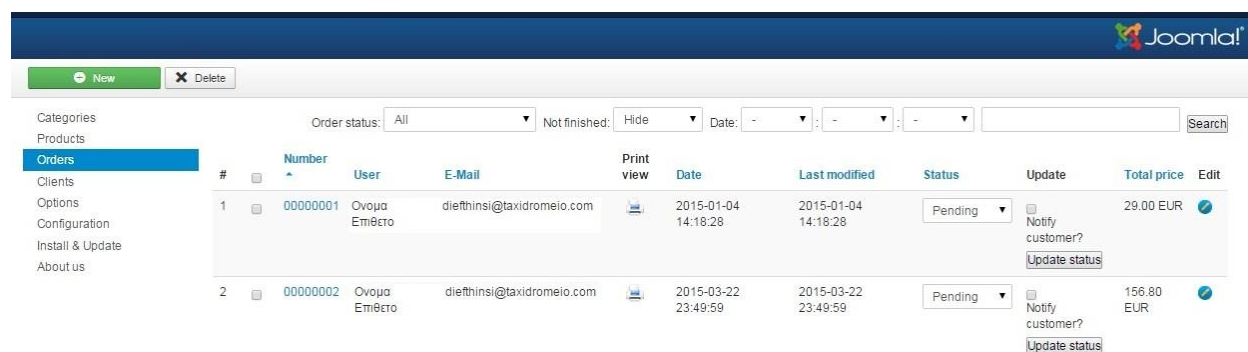 Joomla!
New Delete
Categories
Products
Orders
Clients
Options
Configuration
Install & Update
About us
Order status: All Not finished: Hide Date: - : - : - Search
# Number User E-Mail Print view Date Last modified Status Update Total price Edit
1 00000001 Ονομα Επιθετο diefthinsi@taxidromeio.com 2015-01-04 14:18:28 2015-01-04 14:18:28 Pending Notify customer? Update status 29.00 EUR
2 00000002 Ονομα Επιθετο diefthinsi@taxidromeio.com 2015-03-22 23:49:59 2015-03-22 23:49:59 Pending Notify customer? Update status 156.80 EUR